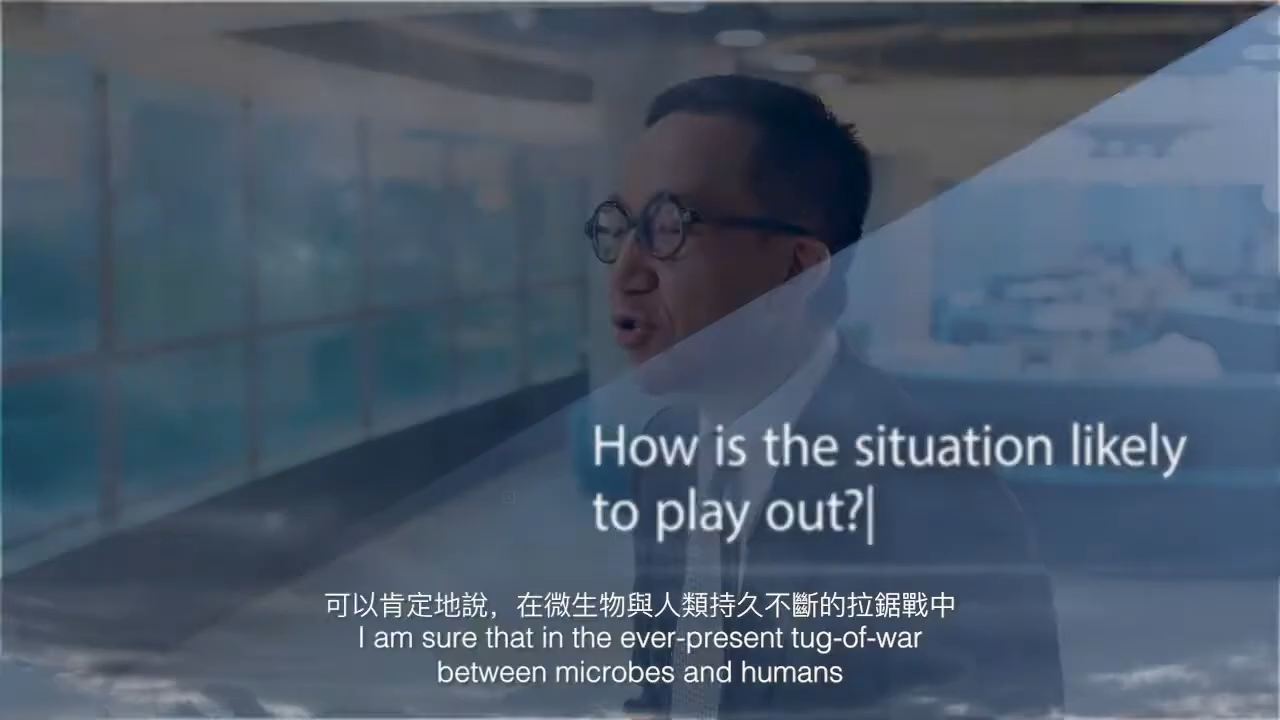 How is the situation likely
to play out?|
可以肯定地說，在微生物與人類持久不斷的拉鋸戰中
I am sure that in the ever-present tug-of-war
between microbes and humans